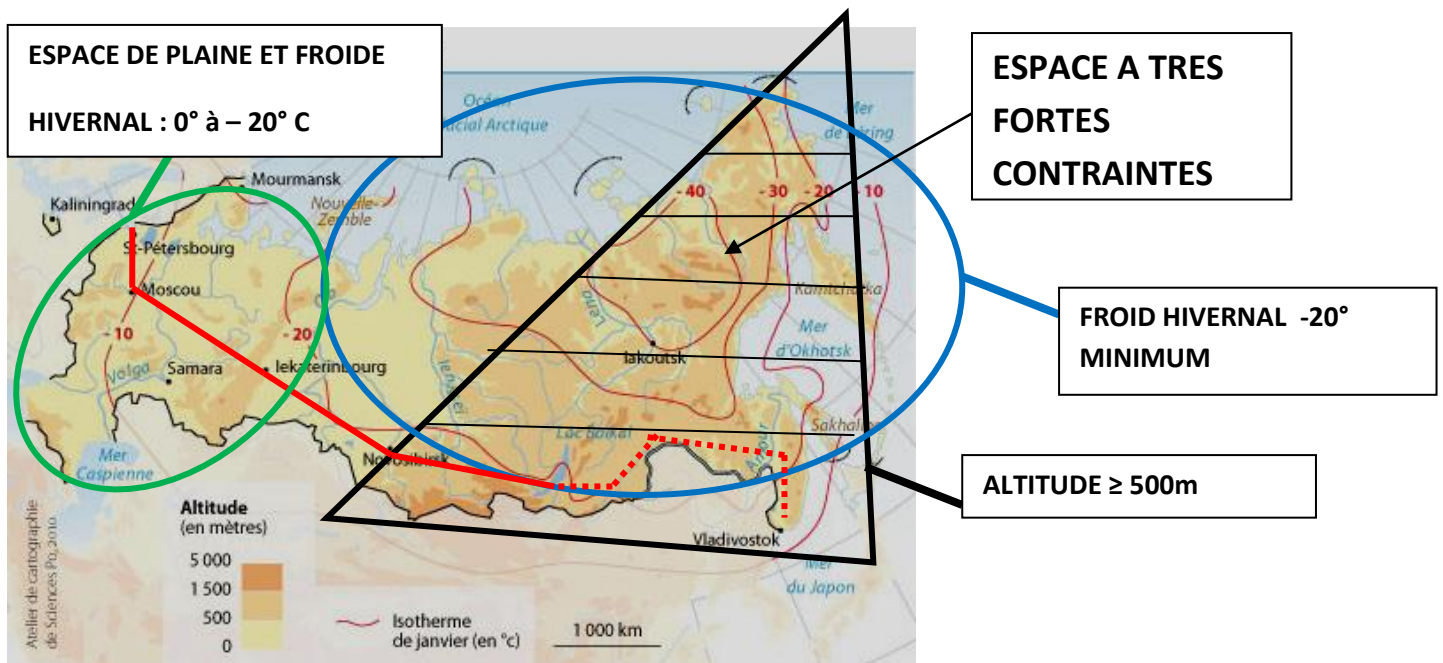 ESPACE DE PLAINE ET FROIDE
HIVERNAL : 0° à – 20° C
ESPACE A TRES
FORTES
CONTRAINTES
FROID HIVERNAL -20°
MINIMUM
ALTITUDE ≥ 500m
Océan
cial Arctique
Mer
de Béring
Mourmansk
Kaliningrad
Nouvelle-
Zemble
- 40
- 30
- 20
- 10
St-Pétersbourg
Moscou
Kamtchatka
- 10
- 20
Lena
Mer
d'Okhotsk
Iakoutsk
Volga
Samara
Iekaterinbourg
Ienisseï
Sakhaline
Lac Baïkal
Amour
Novosibirsk
Mer
Caspienne
Vladivostok
Mer
du Japon
Altitude
(en mètres)
5 000
1 500
500
0
Isotherme
de janvier (en °c)
1 000 km
Atelier de cartographie
de Sciences Po, 2010